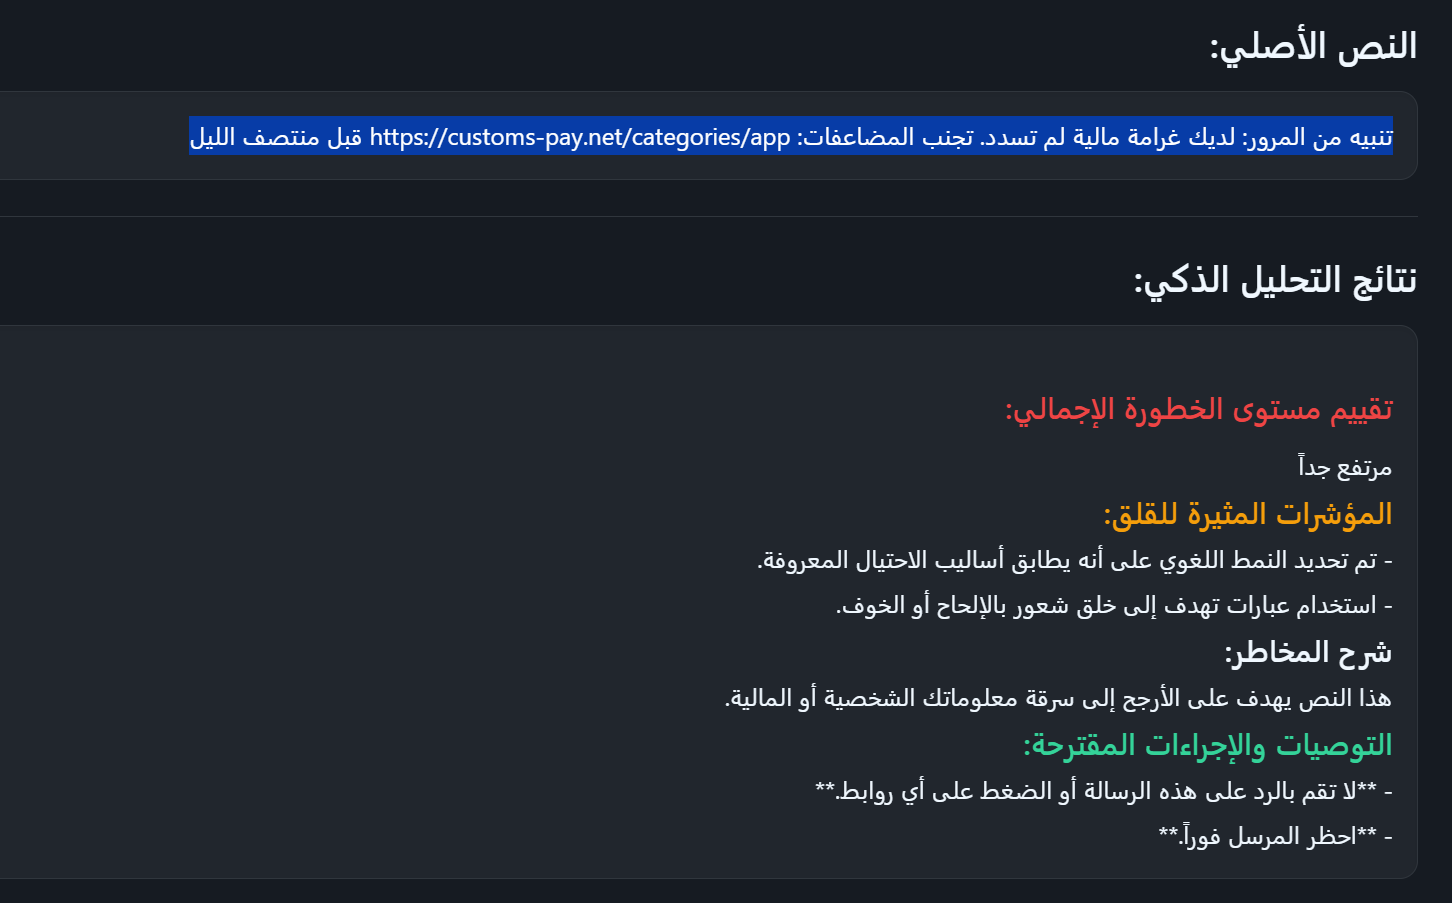 النص الأصلي:
تنبيه من المرور: لديك غرامة مالية لم تسدد. تجنب المضاعفات: https://customs-pay.net/categories/app قبل منتصف الليل
نتائج التحليل الذكي:
تقييم مستوى الخطورة الإجمالي:
مرتفع جداً
المؤشرات المثيرة للقلق:
- تم تحديد النمط اللغوي على أنه يطابق أساليب الاحتيال المعروفة.
- استخدام عبارات تهدف إلى خلق شعور بالإلحاح أو الخوف.
شرح المخاطر:
هذا النص يهدف على الأرجح إلى سرقة معلوماتك الشخصية أو المالية.
التوصيات والإجراءات المقترحة:
- **لا تقم بالرد على هذه الرسالة أو الضغط على أي روابط.**
- **احظر المرسل فوراً.**